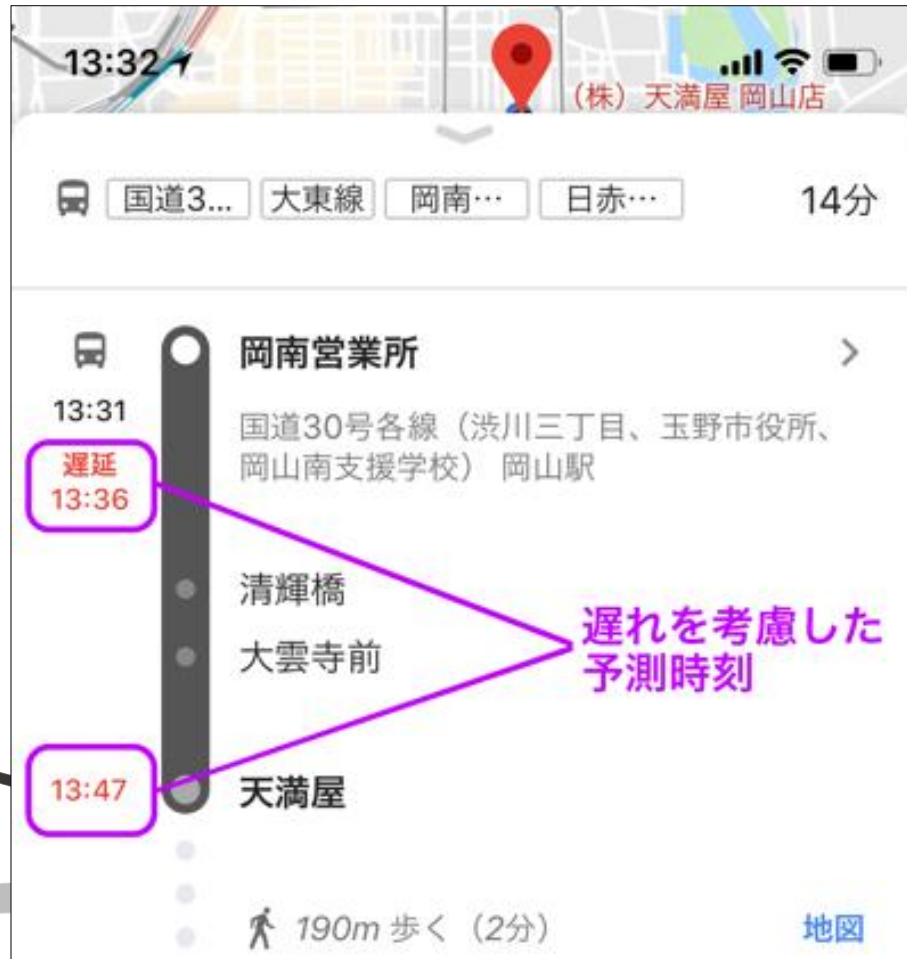 13:32
(株) 天満屋 岡山店
国道3... 大東線 岡南… 日赤… 14分
岡南営業所
13:31
国道30号各線（渋川三丁目、玉野市役所、
岡山南支援学校） 岡山駅
遅延
13:36
清輝橋
大雲寺前
遅れを考慮した
予測時刻
13:47
天満屋
190m 歩く（2分）
地図